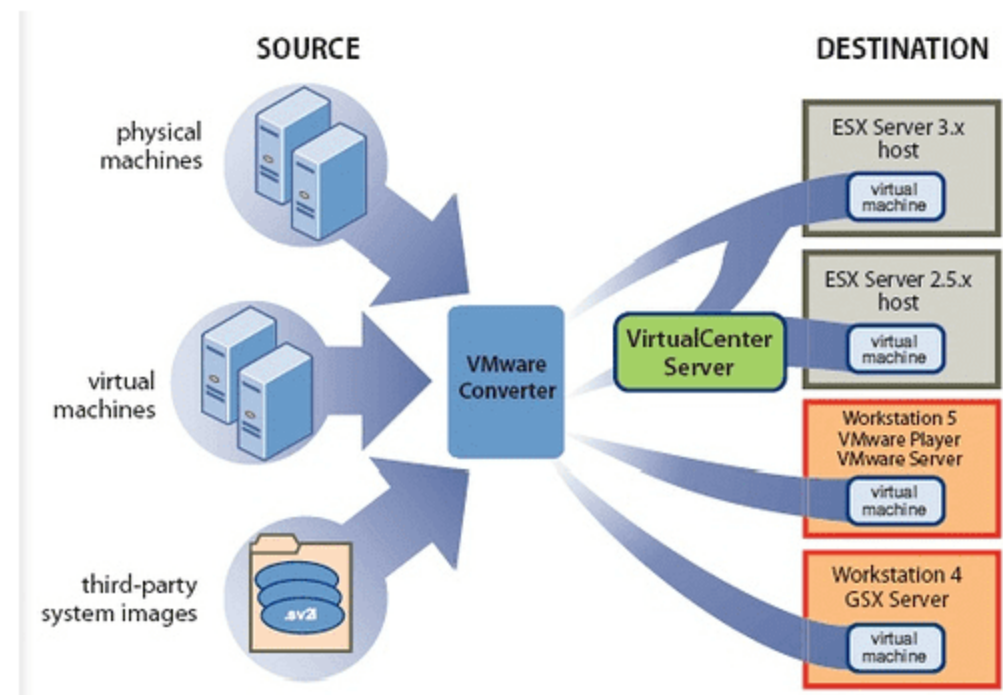 SOURCE
DESTINATION
physical
machines
virtual
machines
third-party
system images
.sv2i
VMware
Converter
VirtualCenter
Server
ESX Server 3.x
host
virtual
machine
ESX Server 2.5.x
host
virtual
machine
Workstation 5
VMware Player
VMware Server
virtual
machine
Workstation 4
GSX Server
virtual
machine